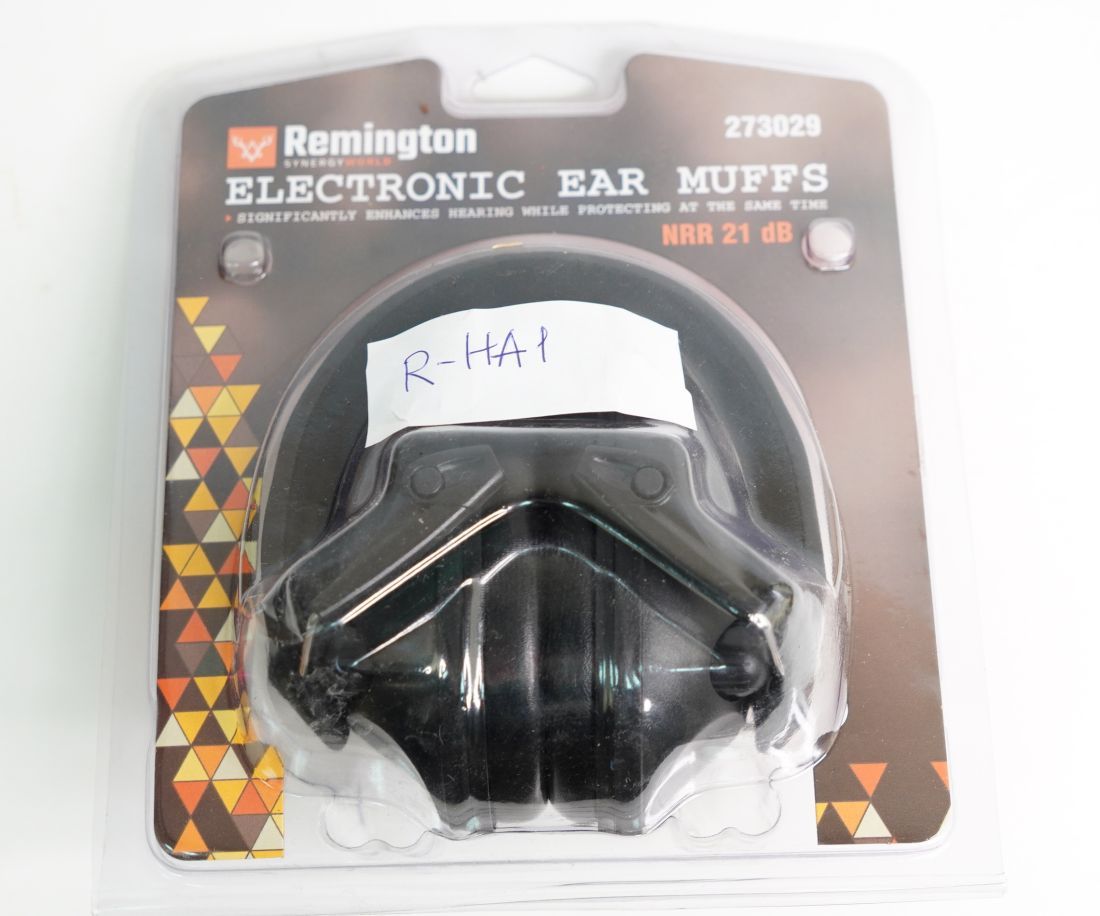 Remington
SYNERGYWORLD
273029
ELECTRONIC EAR MUFFS
SIGNIFICANTLY ENHANCES HEARING WHILE PROTECTING AT THE SAME TIME
NRR 21 dB
R-HA1